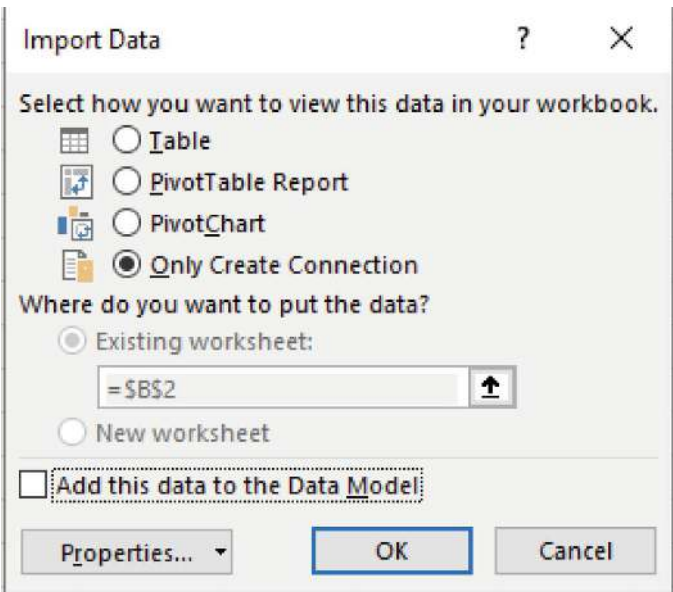 Import Data ?
Select how you want to view this data in your workbook.
Table
PivotTable Report
PivotChart
Only Create Connection
Where do you want to put the data?
Existing worksheet:
=$B$2
New worksheet
Add this data to the Data Model
Properties...
OK
Cancel